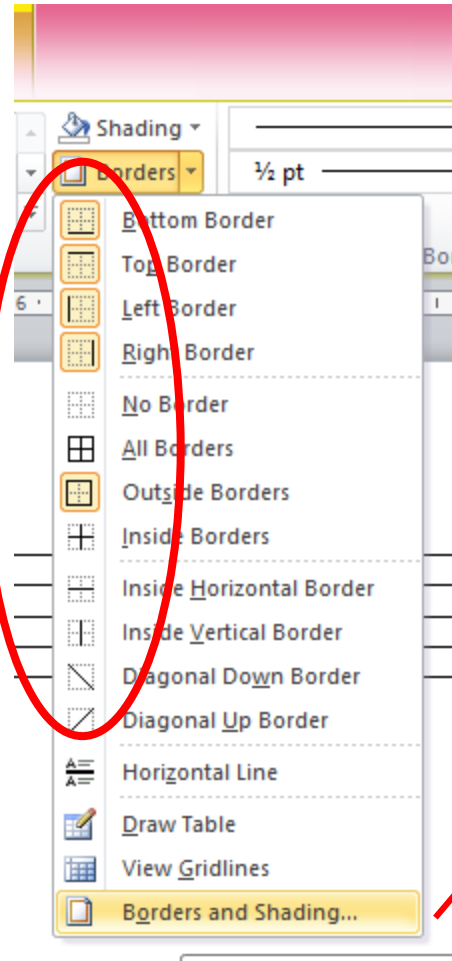 Shading
Borders
½ pt
Bottom Border
Top Border
Left Border
Right Border
No Border
All Borders
Outside Borders
Inside Borders
Inside Horizontal Border
Inside Vertical Border
Diagonal Down Border
Diagonal Up Border
Horizontal Line
Draw Table
View Gridlines
Borders and Shading...
Bo
6